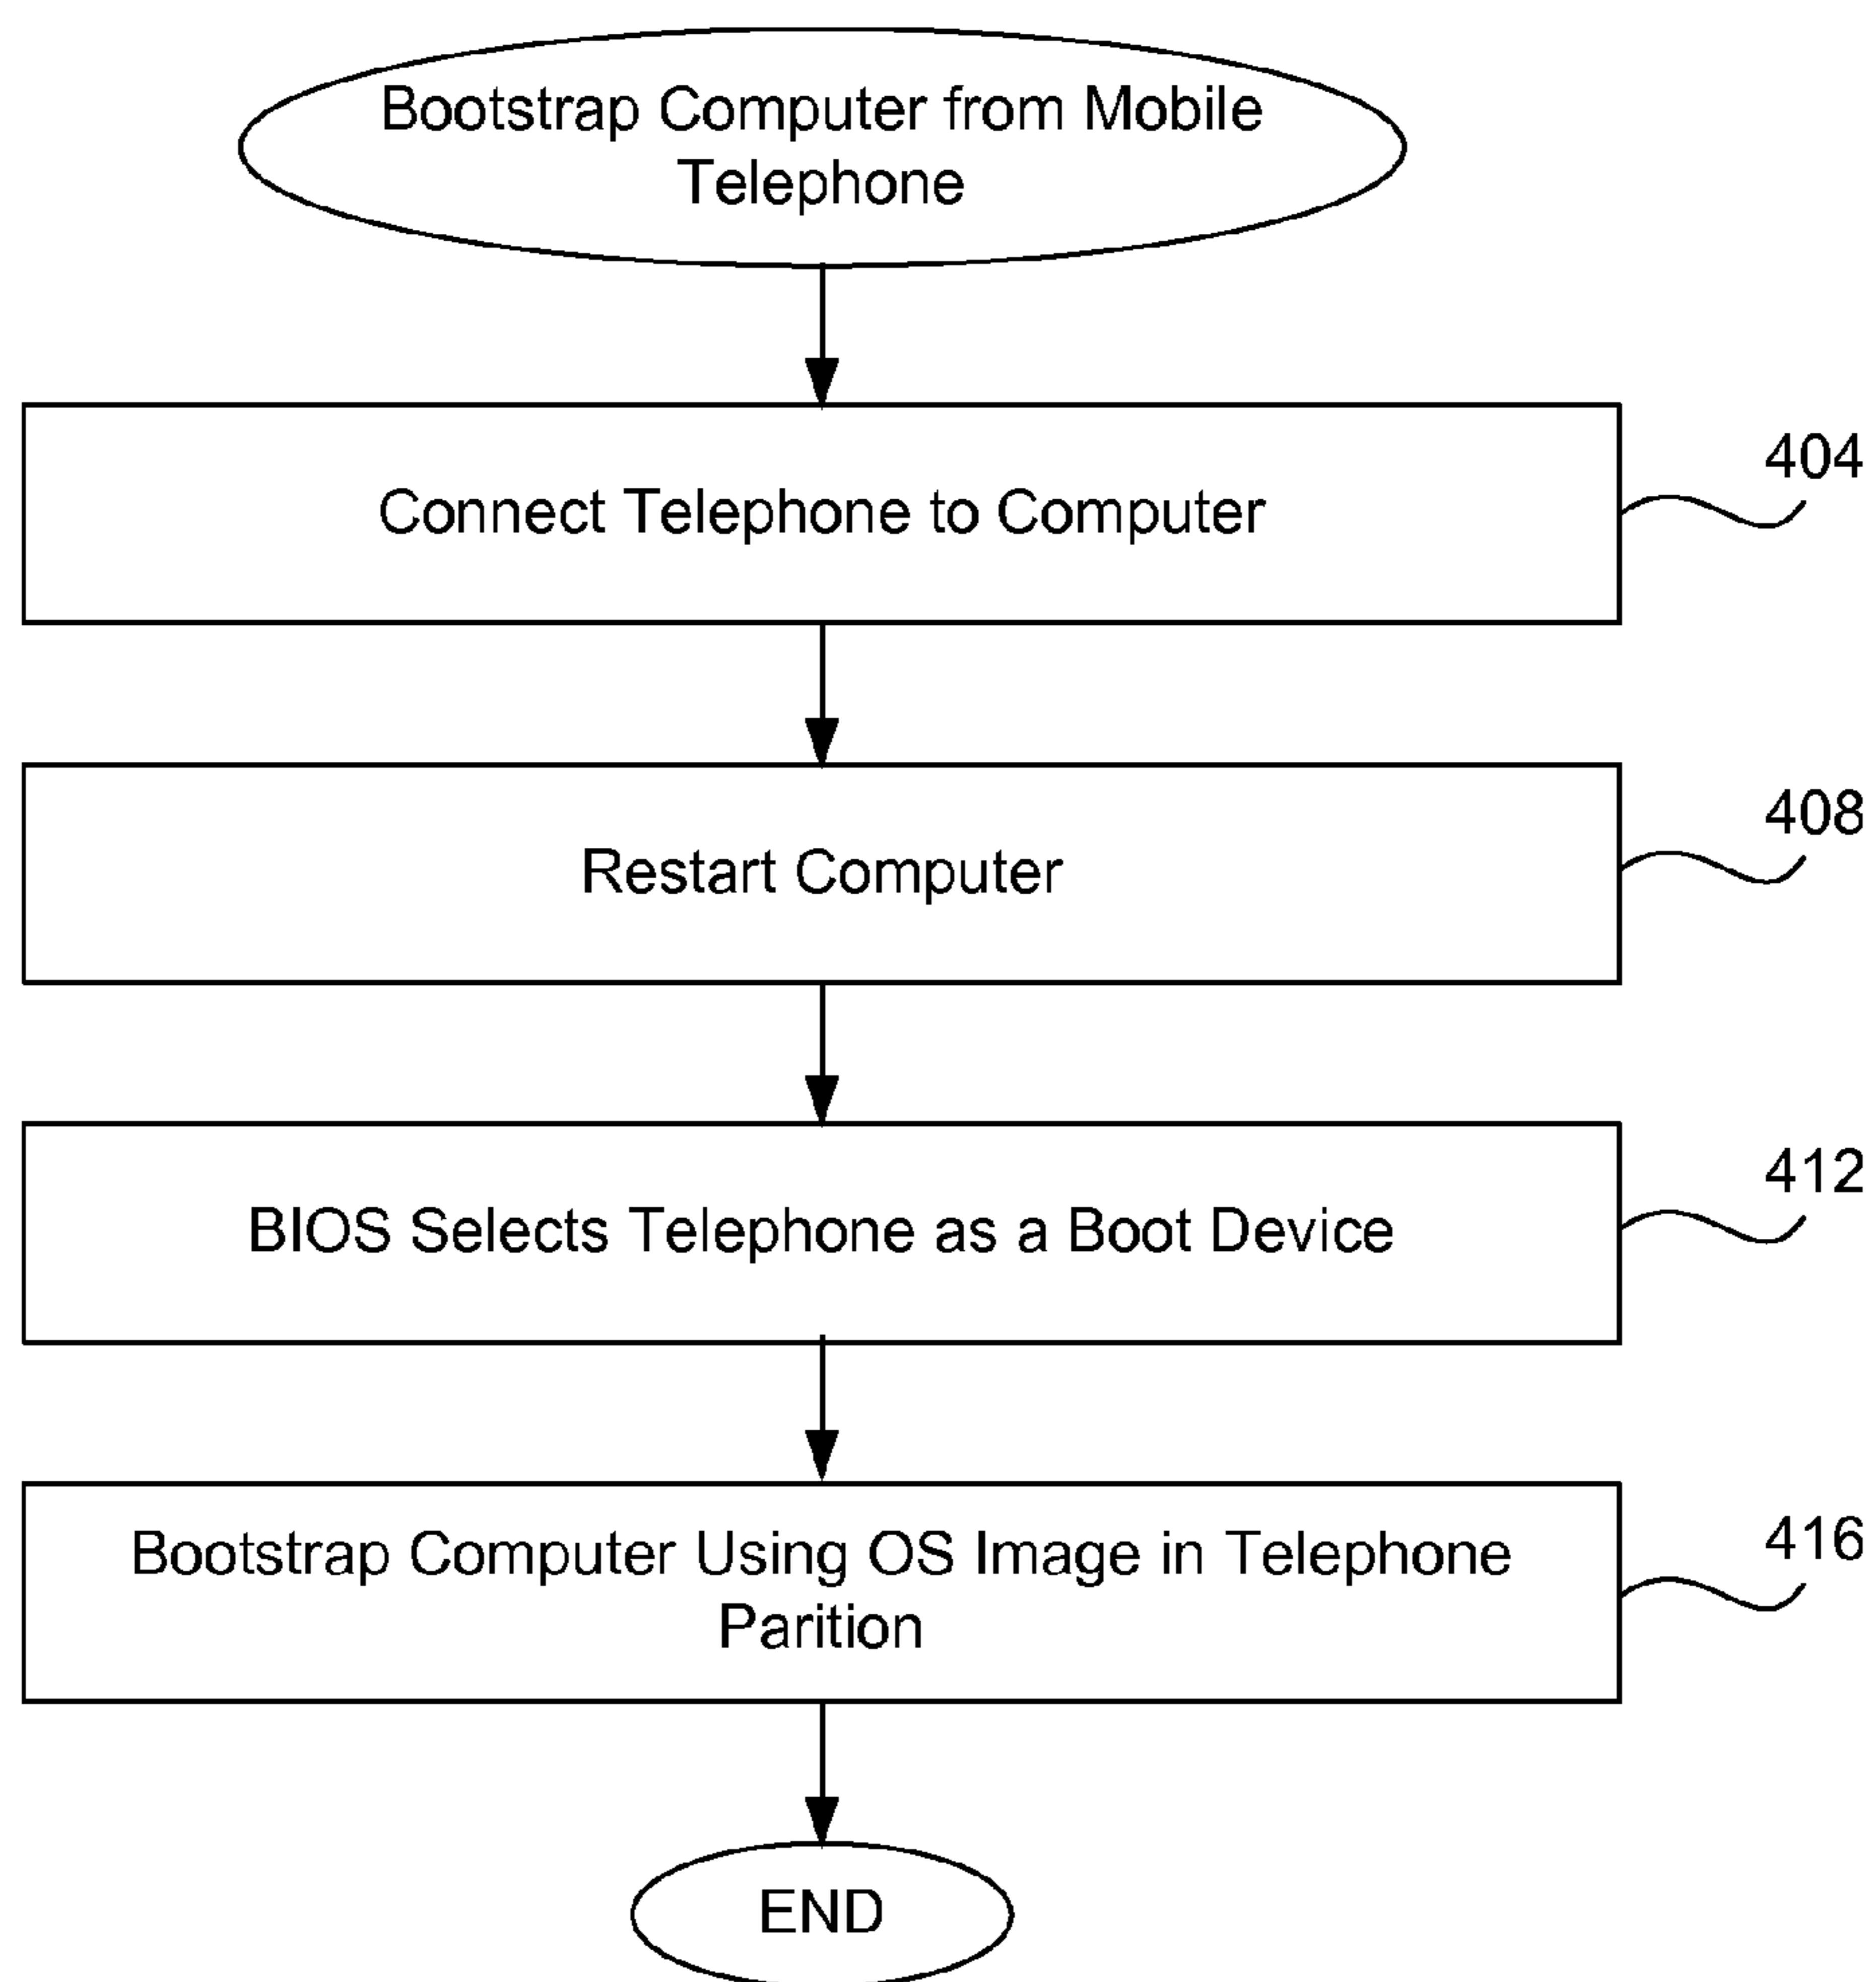 Bootstrap Computer from Mobile
Telephone
Connect Telephone to Computer
404
Restart Computer
408
BIOS Selects Telephone as a Boot Device
412
Bootstrap Computer Using OS Image in Telephone
Parition
416
END